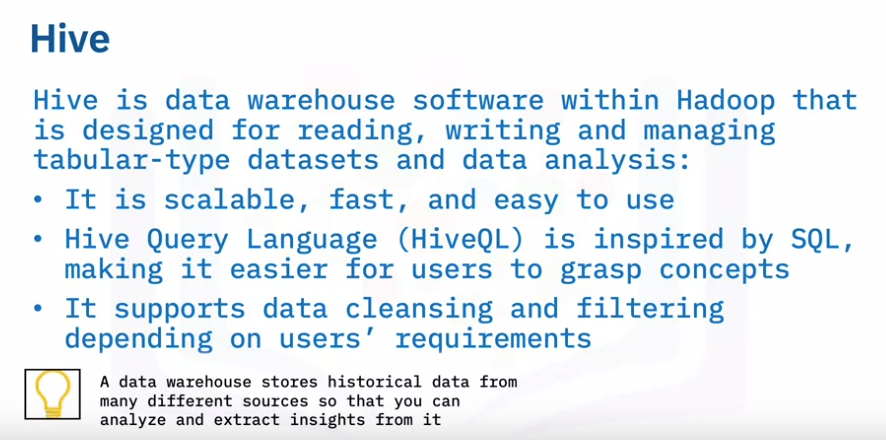 Hive
Hive is data warehouse software within Hadoop that
is designed for reading, writing and managing
tabular-type datasets and data analysis:
• It is scalable, fast, and easy to use
• Hive Query Language (HiveQL) is inspired by SQL,
making it easier for users to grasp concepts
• It supports data cleansing and filtering
depending on users’ requirements
A data warehouse stores historical data from
many different sources so that you can
analyze and extract insights from it